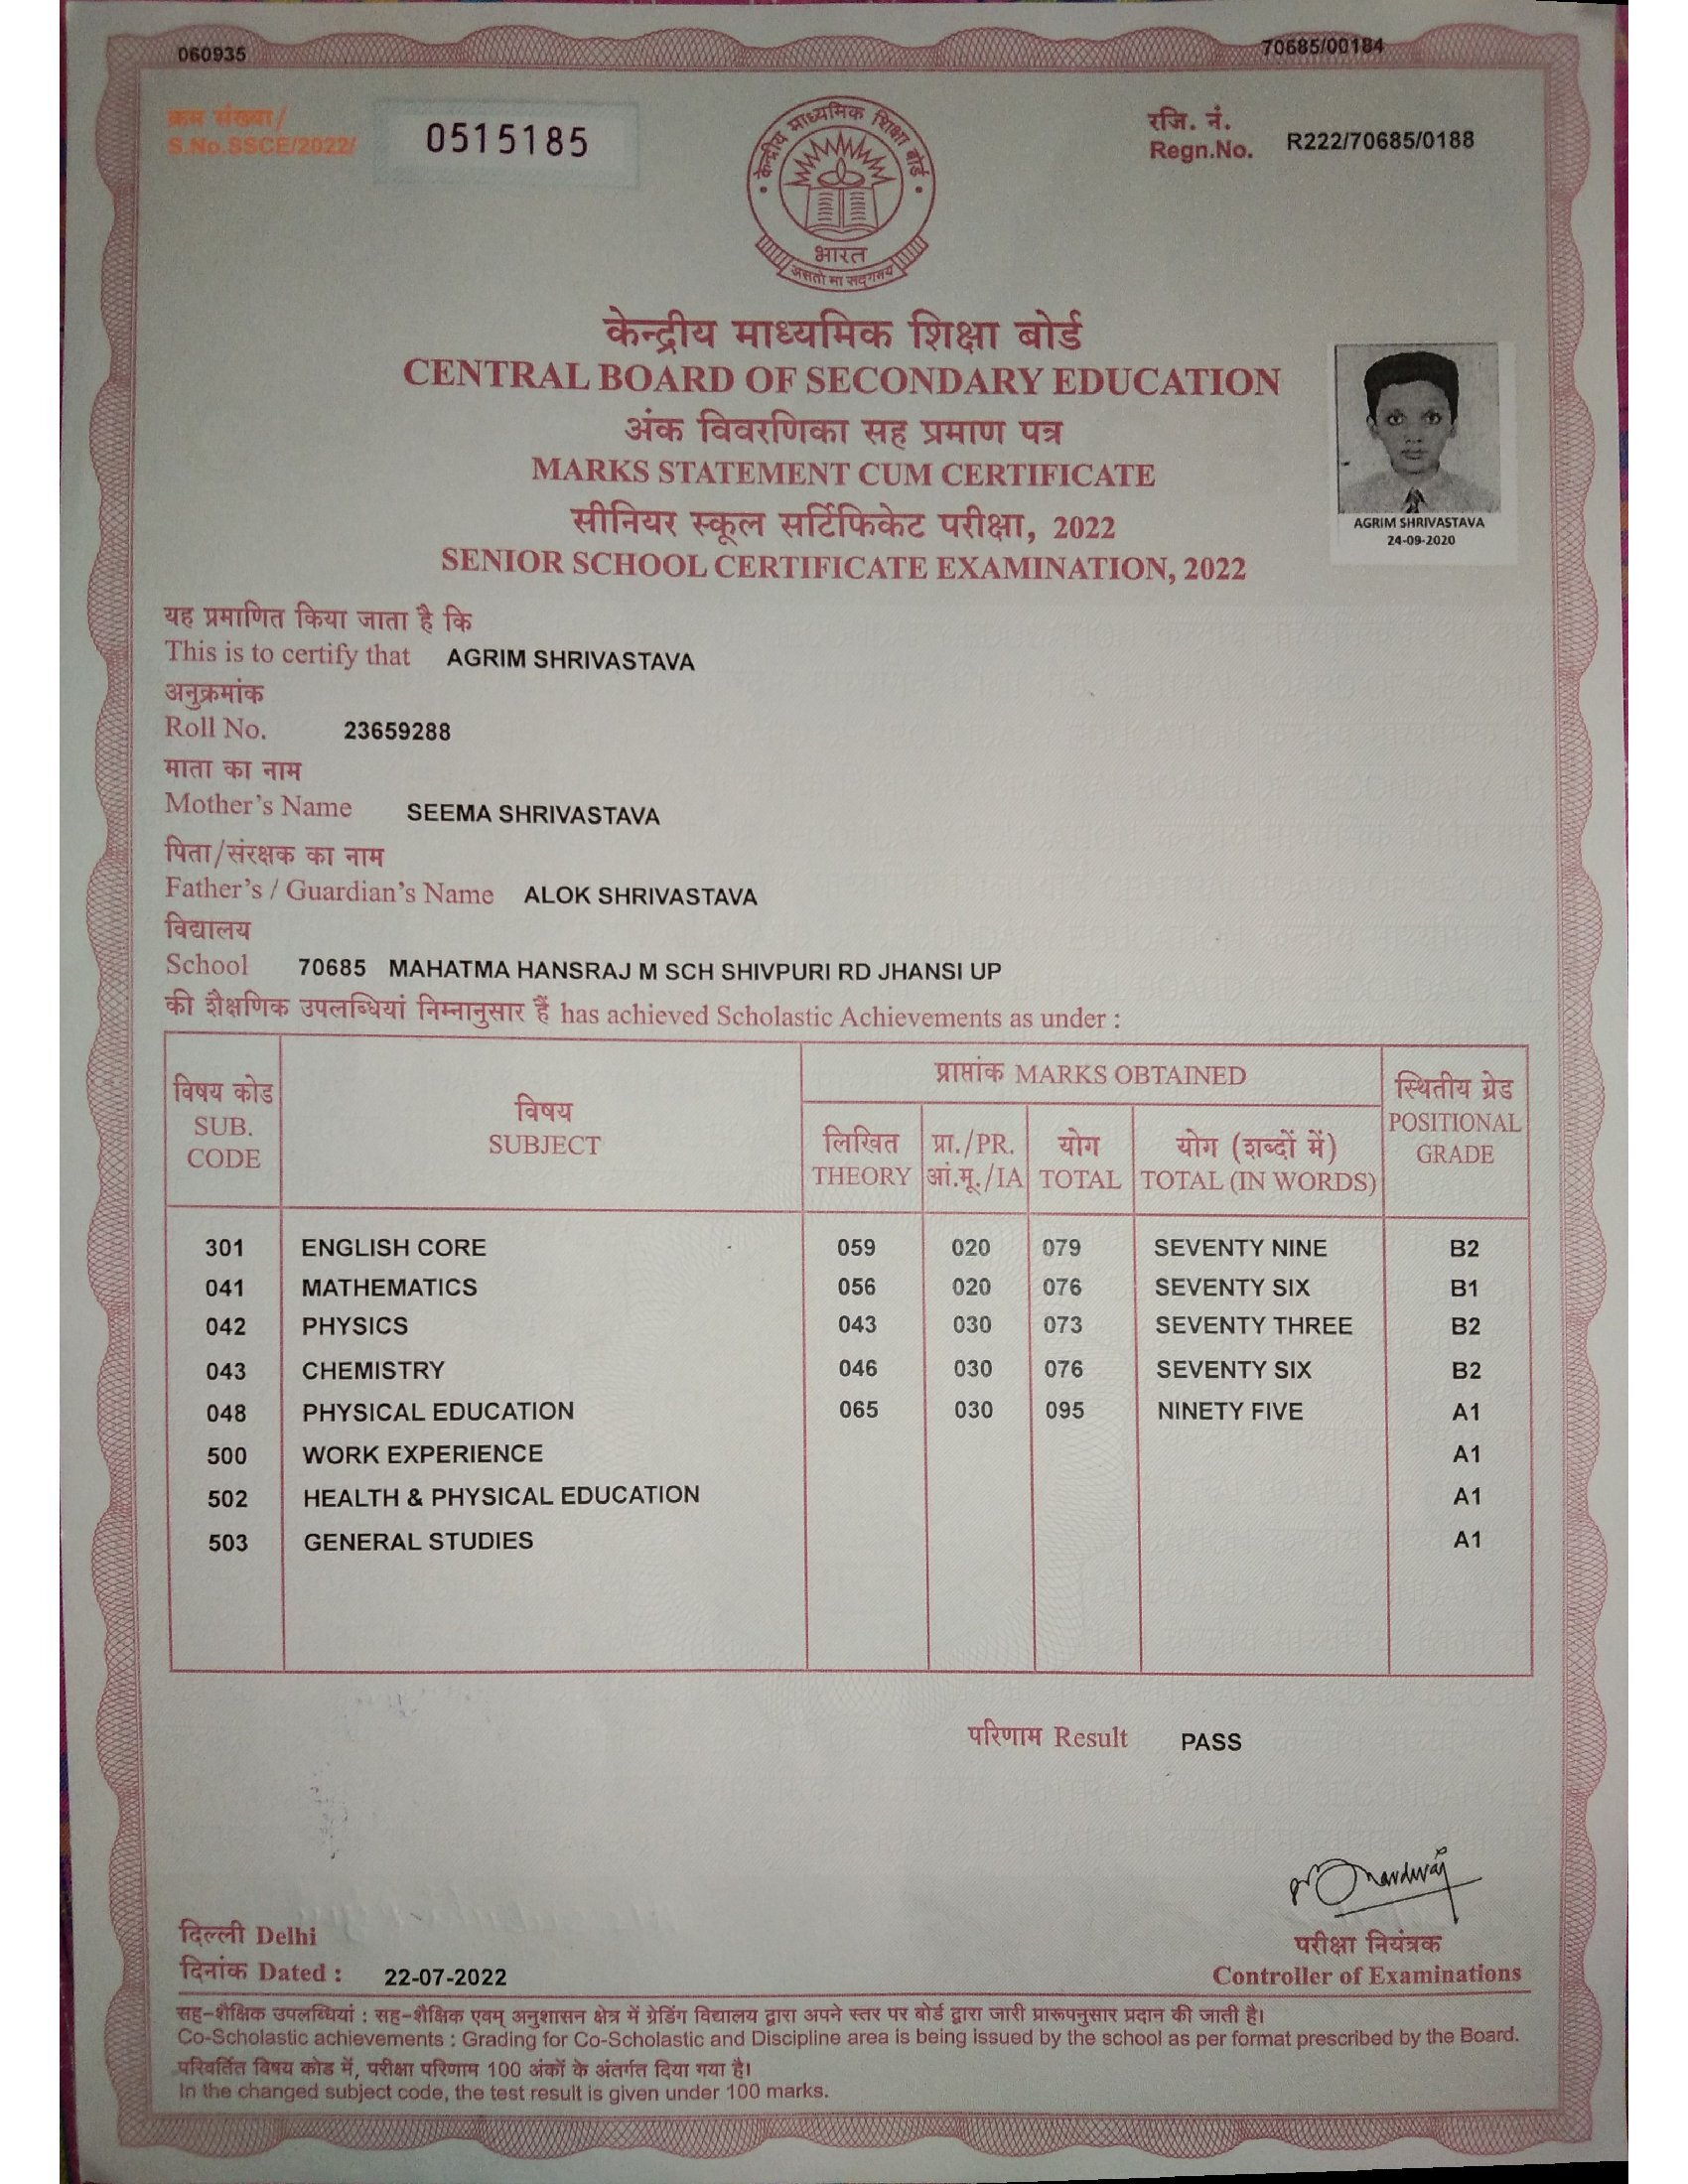 060935
70685/00184
क्रम संख्या/
S.No.SSCE/2022/
0515185
रजि. नं.
Regn.No. R222/70685/0188
केन्द्रीय माध्यमिक शिक्षा बोर्ड
भारत
असतो मा सद्गमय
केन्द्रीय माध्यमिक शिक्षा बोर्ड
CENTRAL BOARD OF SECONDARY EDUCATION
अंक विवरणिका सह प्रमाण पत्र
MARKS STATEMENT CUM CERTIFICATE
सीनियर स्कूल सर्टिफिकेट परीक्षा, 2022
SENIOR SCHOOL CERTIFICATE EXAMINATION, 2022
AGRIM SHRIVASTAVA
24-09-2020
यह प्रमाणित किया जाता है कि
This is to certify that AGRIM SHRIVASTAVA
अनुक्रमांक
Roll No. 23659288
माता का नाम
Mother's Name SEEMA SHRIVASTAVA
पिता/संरक्षक का नाम
Father's / Guardian's Name ALOK SHRIVASTAVA
विद्यालय
School 70685 MAHATMA HANSRAJ M SCH SHIVPURI RD JHANSI UP
की शैक्षणिक उपलब्धियां निम्नानुसार हैं has achieved Scholastic Achievements as under :
विषय कोड
SUB.
CODE
विषय
SUBJECT
प्राप्तांक MARKS OBTAINED
लिखित
THEORY
प्रा./PR.
आं.मू./IA
योग
TOTAL
योग (शब्दों में)
TOTAL (IN WORDS)
स्थितीय ग्रेड
POSITIONAL
GRADE
301 ENGLISH CORE 059 020 079 SEVENTY NINE B2
041 MATHEMATICS 056 020 076 SEVENTY SIX B1
042 PHYSICS 043 030 073 SEVENTY THREE B2
043 CHEMISTRY 046 030 076 SEVENTY SIX B2
048 PHYSICAL EDUCATION 065 030 095 NINETY FIVE A1
500 WORK EXPERIENCE A1
502 HEALTH & PHYSICAL EDUCATION A1
503 GENERAL STUDIES A1
परिणाम Result PASS
दिल्ली Delhi
दिनांक Dated : 22-07-2022
परीक्षा नियंत्रक
Controller of Examinations
सह-शैक्षिक उपलब्धियां : सह-शैक्षिक एवम् अनुशासन क्षेत्र में ग्रेडिंग विद्यालय द्वारा अपने स्तर पर बोर्ड द्वारा जारी प्रारूपनुसार प्रदान की जाती है।
Co-Scholastic achievements : Grading for Co-Scholastic and Discipline area is being issued by the school as per format prescribed by the Board.
परिवर्तित विषय कोड में, परीक्षा परिणाम 100 अंकों के अंतर्गत दिया गया है।
In the changed subject code, the test result is given under 100 marks.